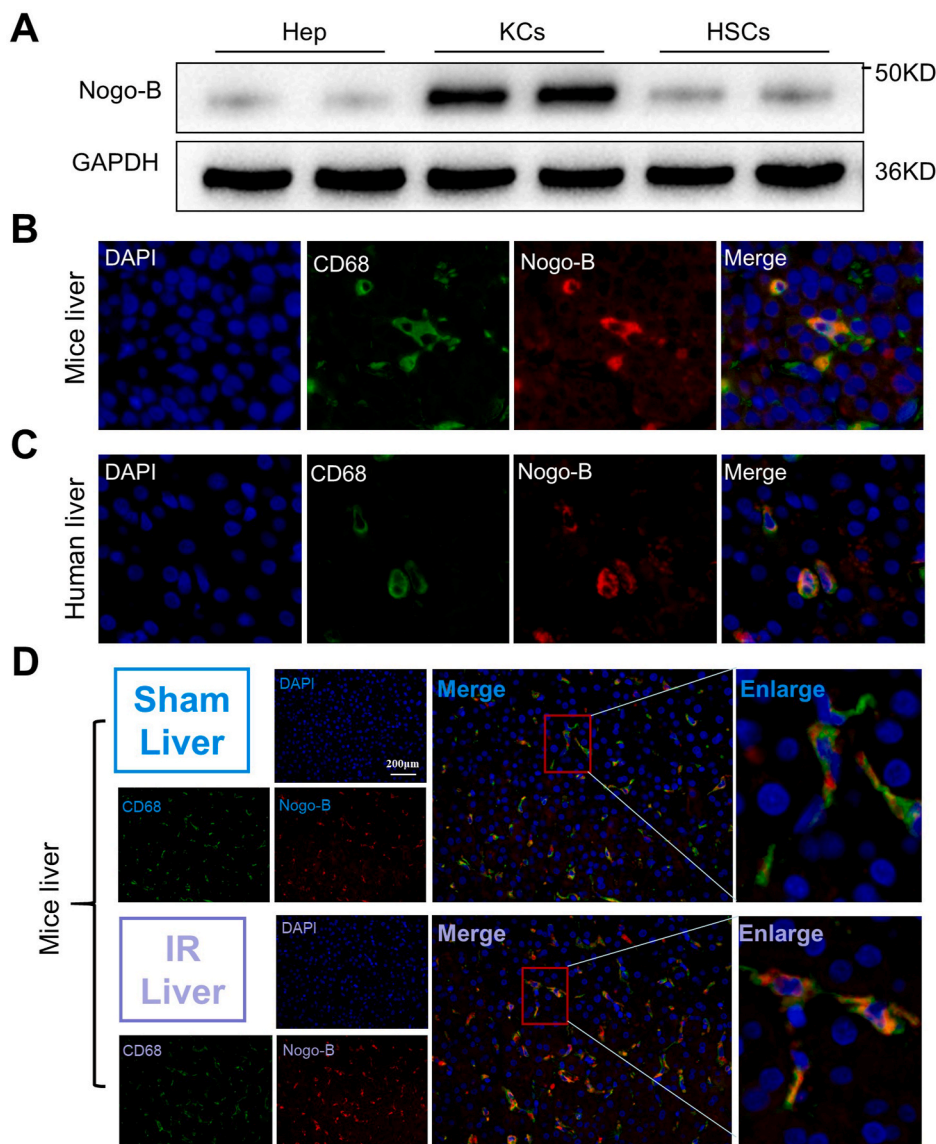 A
Hep KCs HSCs
Nogo-B
50KD
GAPDH
36KD
B
Mice liver
DAPI CD68 Nogo-B Merge
C
Human liver
DAPI CD68 Nogo-B Merge
D
Mice liver
Sham
Liver
DAPI
200μm
CD68 Nogo-B
Merge
Enlarge
IR
Liver
DAPI
CD68 Nogo-B
Merge
Enlarge